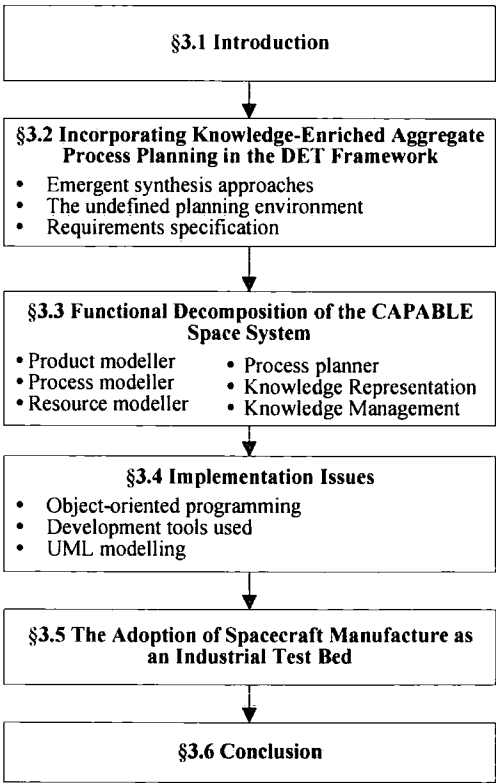 §3.1 Introduction
§3.2 Incorporating Knowledge-Enriched Aggregate
Process Planning in the DET Framework
• Emergent synthesis approaches
• The undefined planning environment
• Requirements specification
§3.3 Functional Decomposition of the CAPABLE
Space System
• Product modeller
• Process modeller
• Resource modeller
• Process planner
• Knowledge Representation
• Knowledge Management
§3.4 Implementation Issues
• Object-oriented programming
• Development tools used
• UML modelling
§3.5 The Adoption of Spacecraft Manufacture as
an Industrial Test Bed
§3.6 Conclusion